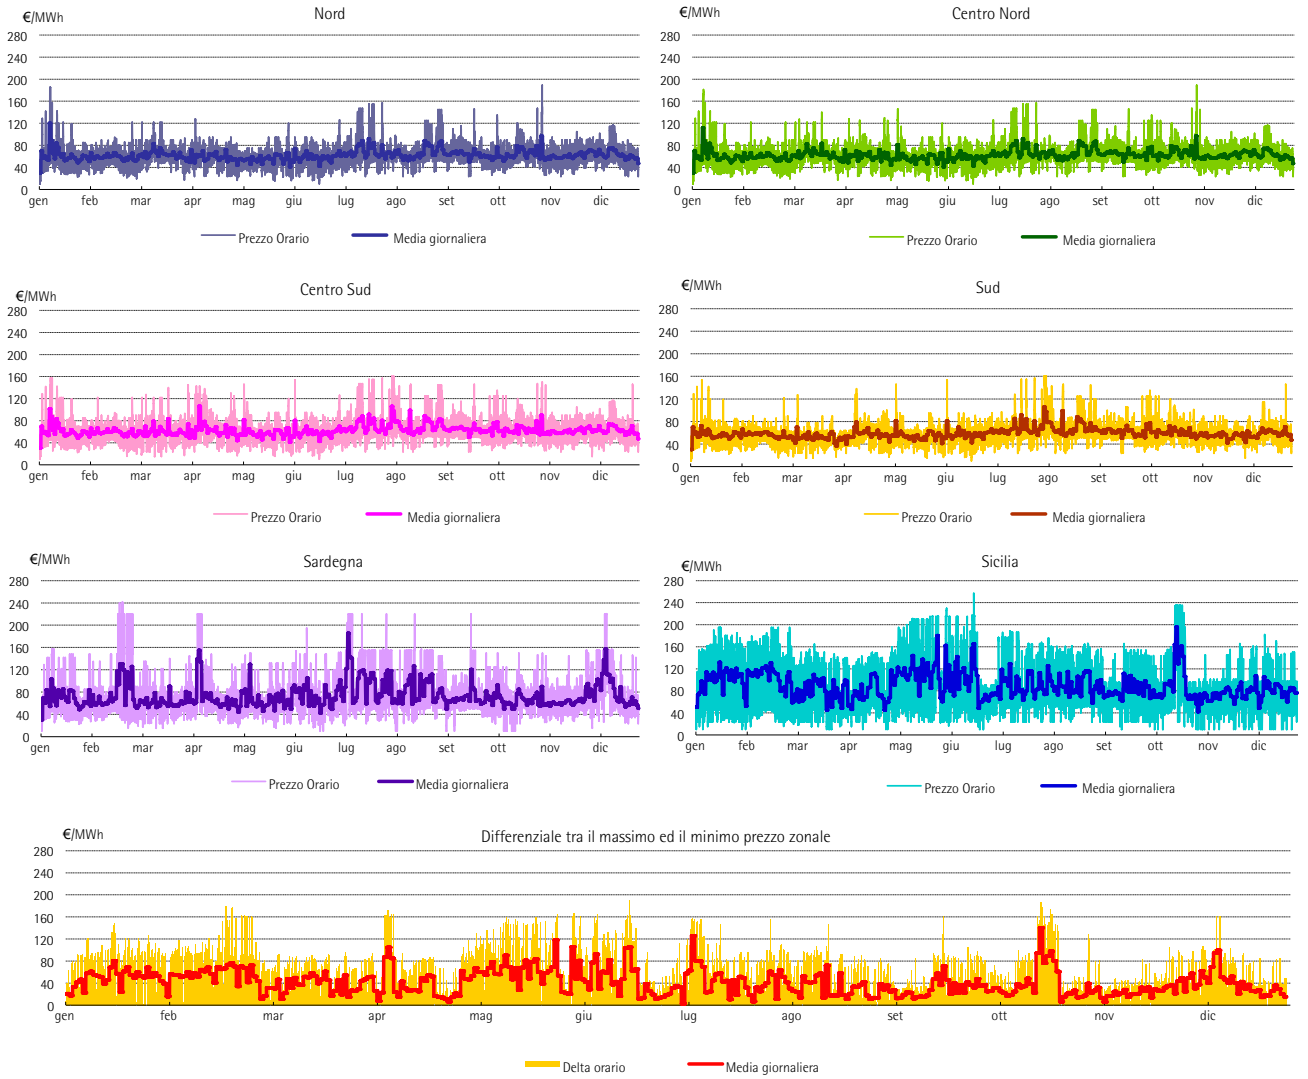 €/MWh Nord
280
240
200
160
120
80
40
0
gen feb mar apr mag giu lug ago set ott nov dic
Prezzo Orario Media giornaliera
€/MWh Centro Nord
280
240
200
160
120
80
40
0
gen feb mar apr mag giu lug ago set ott nov dic
Prezzo Orario Media giornaliera
€/MWh Centro Sud
280
240
200
160
120
80
40
0
gen feb mar apr mag giu lug ago set ott nov dic
Prezzo Orario Media giornaliera
€/MWh Sud
280
240
200
160
120
80
40
0
gen feb mar apr mag giu lug ago set ott nov dic
Prezzo Orario Media giornaliera
€/MWh Sardegna
280
240
200
160
120
80
40
0
gen feb mar apr mag giu lug ago set ott nov dic
Prezzo Orario Media giornaliera
€/MWh Sicilia
280
240
200
160
120
80
40
0
gen feb mar apr mag giu lug ago set ott nov dic
Prezzo Orario Media giornaliera
€/MWh Differenziale tra il massimo ed il minimo prezzo zonale
280
240
200
160
120
80
40
0
gen feb mar apr mag giu lug ago set ott nov dic
Delta orario Media giornaliera